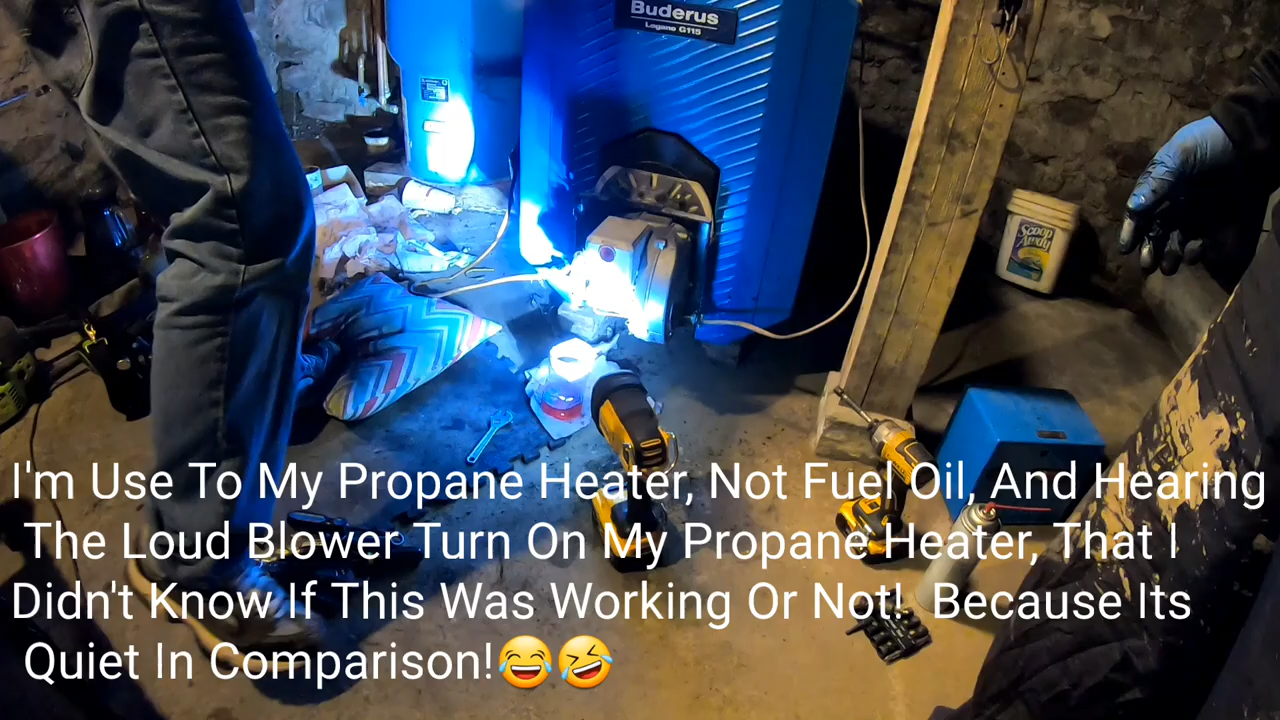 Buderus
Logano G115
Scoop
Away
I'm Use To My Propane Heater, Not Fuel Oil, And Hearing
The Loud Blower Turn On My Propane Heater, That I
Didn't Know If This Was Working Or Not!  Because Its
Quiet In Comparison!😂🤣